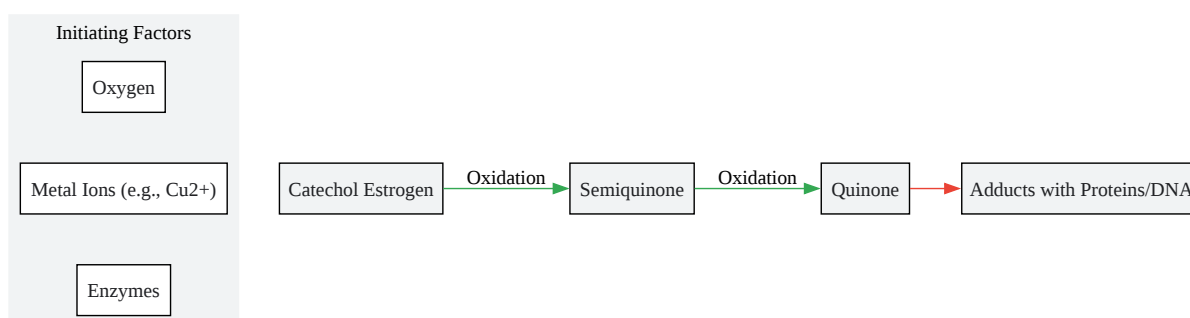 Initiating Factors
Oxygen
Metal Ions (e.g., Cu2+)
Enzymes
Catechol Estrogen
Oxidation
Semiquinone
Oxidation
Quinone
Adducts with Proteins/DNA